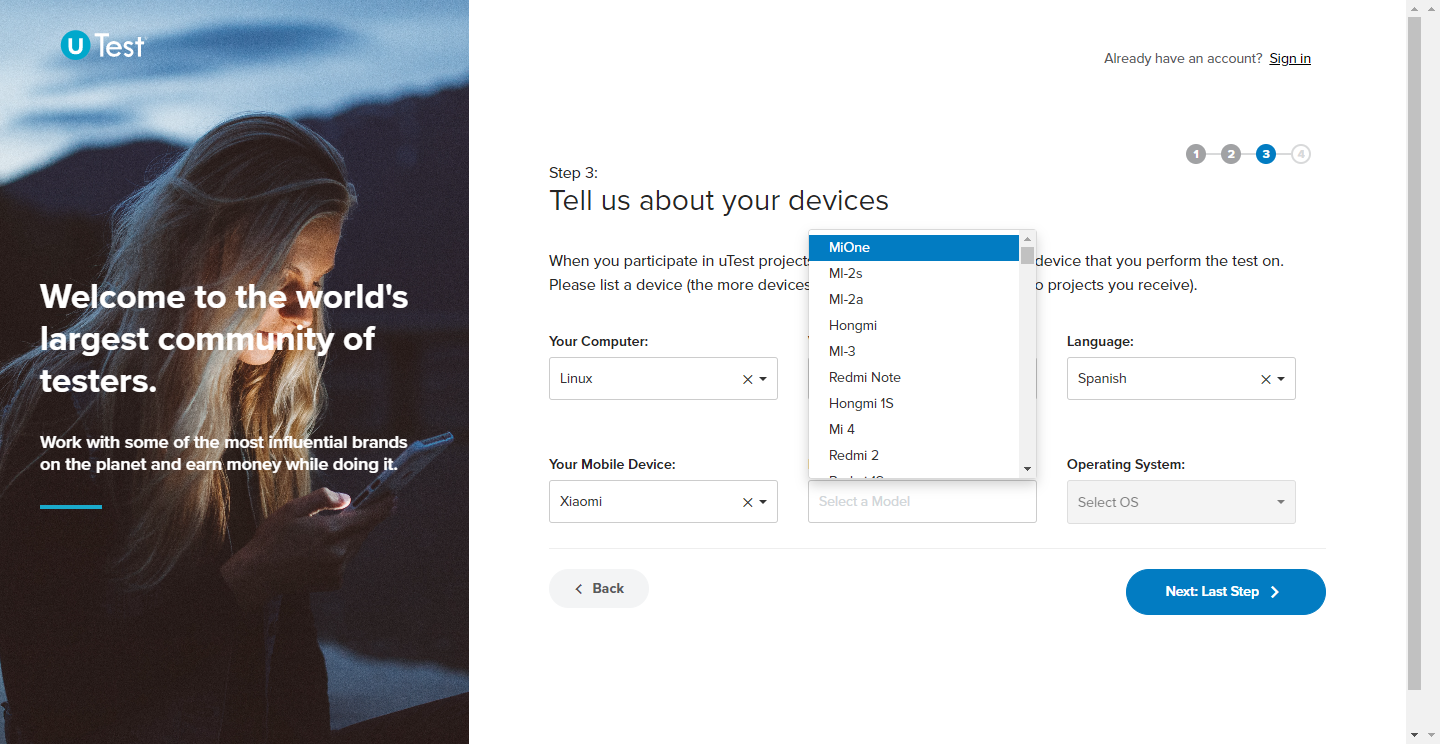 u Test
Already have an account? Sign in
1 2 3 4
Step 3:
Tell us about your devices
When you participate in uTest projects
device that you perform the test on.
Please list a device (the more devices
projects you receive).
Welcome to the world's
largest community of
testers.
Work with some of the most influential brands
on the planet and earn money while doing it.
Your Computer:
Linux
Language:
Spanish
MiOne
MI-2s
MI-2a
Hongmi
MI-3
Redmi Note
Hongmi 1S
Mi 4
Redmi 2
Your Mobile Device:
Xiaomi
Select a Model
Operating System:
Select OS
Back
Next: Last Step